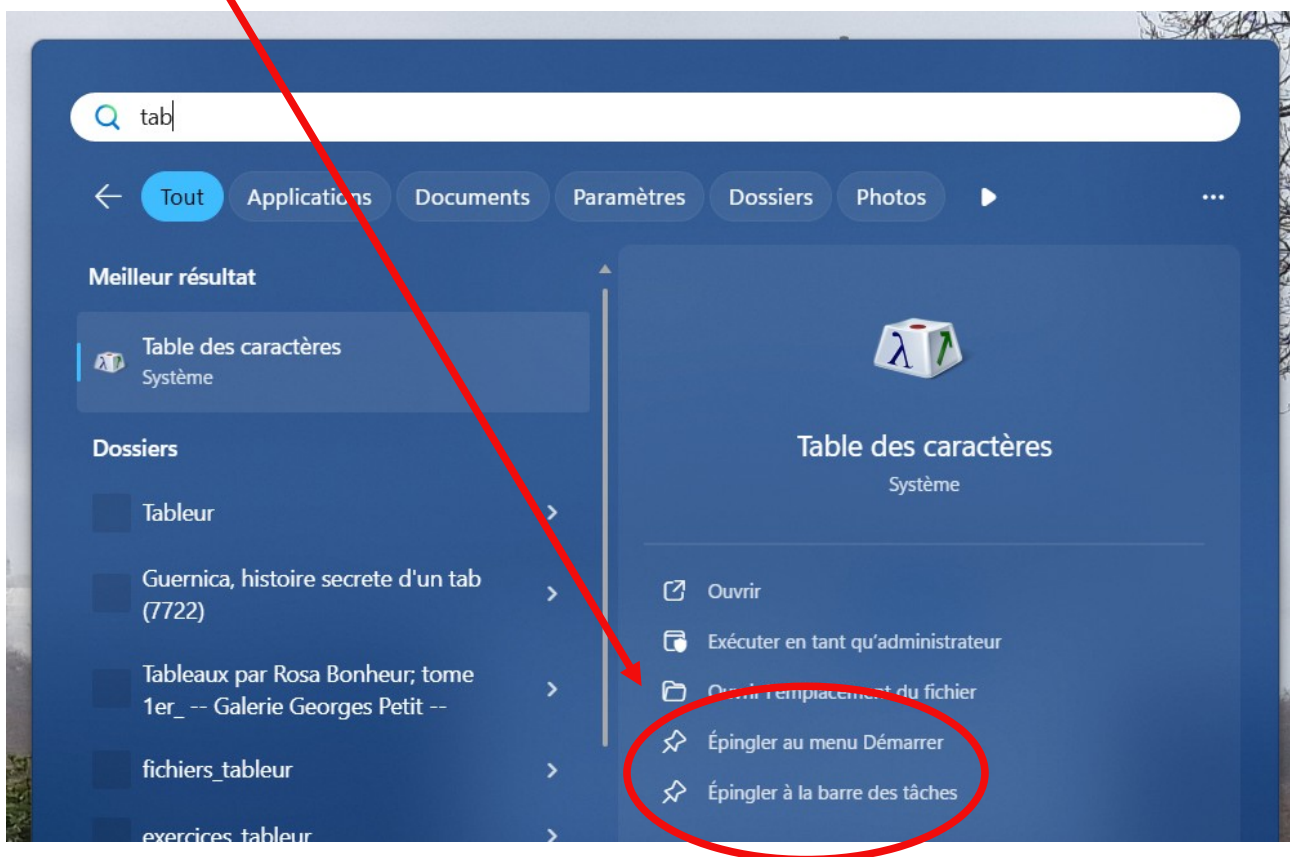 tab
Tout Applications Documents Paramètres Dossiers Photos
Meilleur résultat
Table des caractères
Système
Dossiers
Tableur
Guernica, histoire secrete d'un tab
(7722)
Tableaux par Rosa Bonheur; tome
1er_ -- Galerie Georges Petit --
fichiers_tableur
exercices_tableur
Table des caractères
Système
Ouvrir
Exécuter en tant qu'administrateur
Ouvrir l'emplacement du fichier
Épingler au menu Démarrer
Épingler à la barre des tâches